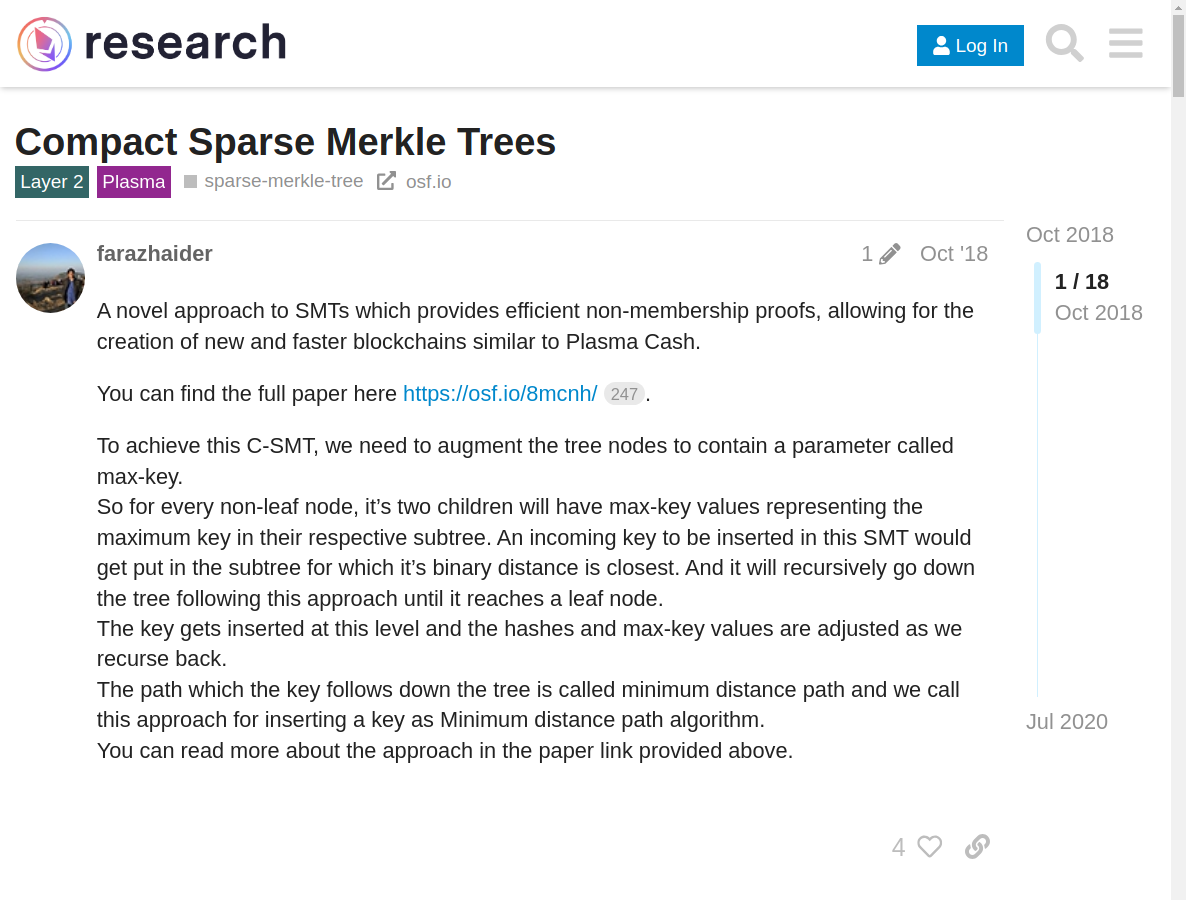 research
Log In
Compact Sparse Merkle Trees
Layer 2 Plasma sparse-merkle-tree osf.io
farazhaider 1 Oct '18
A novel approach to SMTs which provides efficient non-membership proofs, allowing for the
creation of new and faster blockchains similar to Plasma Cash.
You can find the full paper here https://osf.io/8mcnh/ 247.
To achieve this C-SMT, we need to augment the tree nodes to contain a parameter called
max-key.
So for every non-leaf node, it’s two children will have max-key values representing the
maximum key in their respective subtree. An incoming key to be inserted in this SMT would
get put in the subtree for which it’s binary distance is closest. And it will recursively go down
the tree following this approach until it reaches a leaf node.
The key gets inserted at this level and the hashes and max-key values are adjusted as we
recurse back.
The path which the key follows down the tree is called minimum distance path and we call
this approach for inserting a key as Minimum distance path algorithm.
You can read more about the approach in the paper link provided above.
4
Oct 2018
1 / 18
Oct 2018
Jul 2020